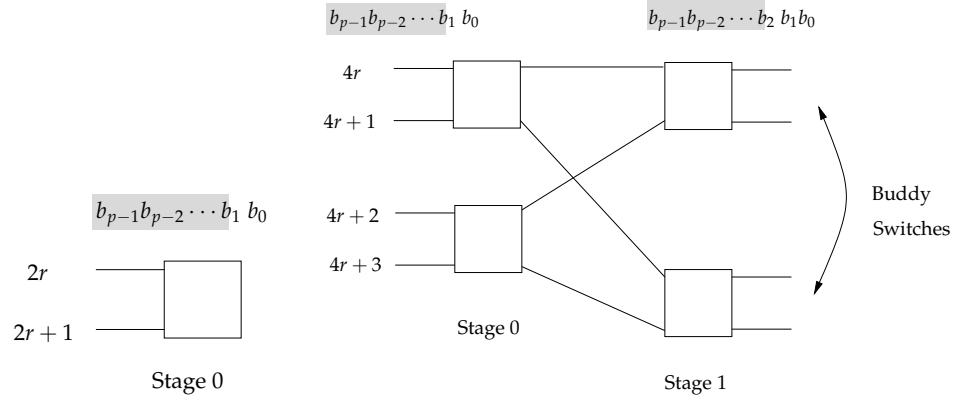 b_{p−1}b_{p−2} ⋯ b_1 b_0
2r
2r + 1
Stage 0
b_{p−1}b_{p−2} ⋯ b_1 b_0
4r
4r + 1
4r + 2
4r + 3
Stage 0
b_{p−1}b_{p−2} ⋯ b_2 b_1b_0
Stage 1
Buddy
Switches